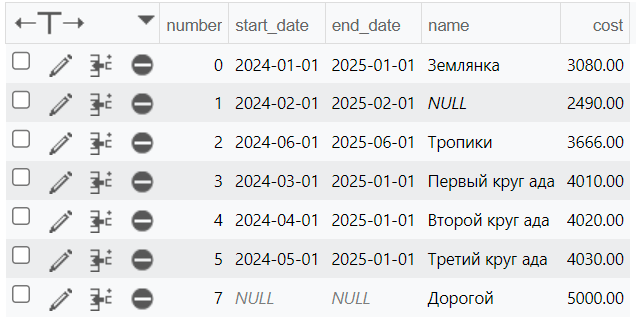 number start_date end_date name cost
0 2024-01-01 2025-01-01 Землянка 3080.00
1 2024-02-01 2025-02-01 NULL 2490.00
2 2024-06-01 2025-06-01 Тропики 3666.00
3 2024-03-01 2025-01-01 Первый круг ада 4010.00
4 2024-04-01 2025-01-01 Второй круг ада 4020.00
5 2024-05-01 2025-01-01 Третий круг ада 4030.00
7 NULL NULL Дорогой 5000.00